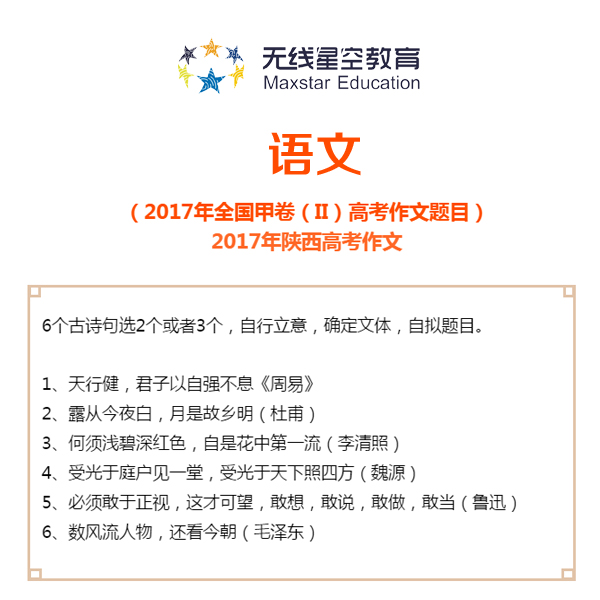 无线星空教育
Maxstar Education
语文
（2017年全国甲卷（II）高考作文题目）
2017年陕西高考作文
6个古诗句选2个或者3个，自行立意，确定文体，自拟题目。
1、天行健，君子以自强不息《周易》
2、露从今夜白，月是故乡明（杜甫）
3、何须浅碧深红色，自是花中第一流（李清照）
4、受光于庭户见一堂，受光于天下照四方（魏源）
5、必须敢于正视，这才可望，敢想，敢说，敢做，敢当（鲁迅）
6、数风流人物，还看今朝（毛泽东）